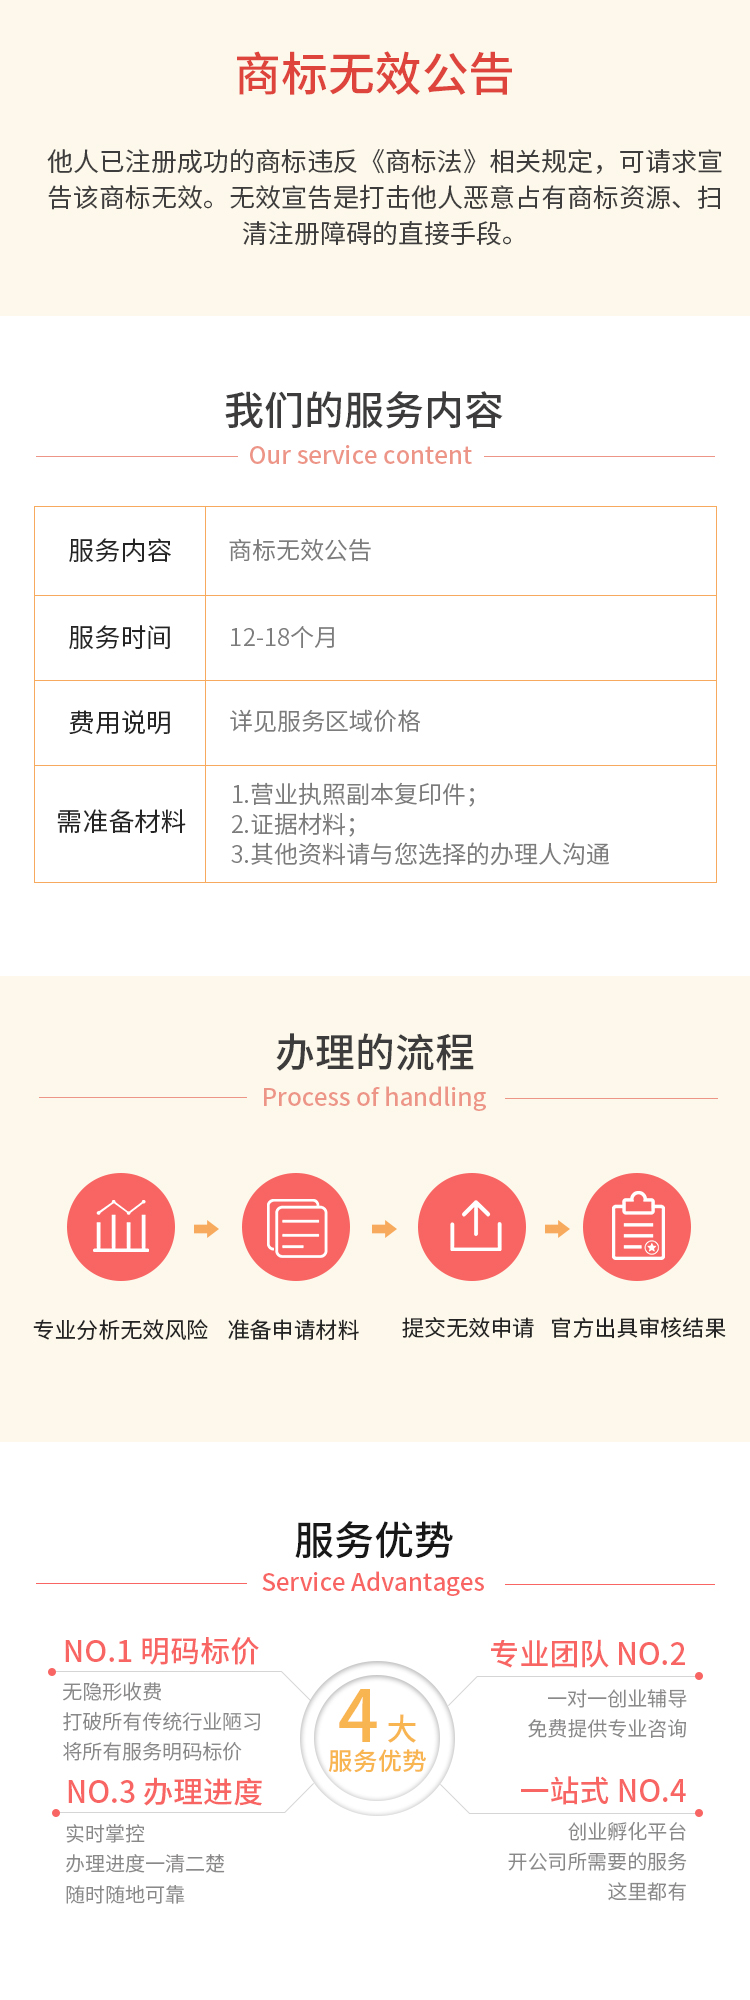 商标无效公告
他人已注册成功的商标违反《商标法》相关规定，可请求宣
告该商标无效。无效宣告是打击他人恶意占有商标资源、扫
清注册障碍的直接手段。
我们的服务内容
Our service content
服务内容
商标无效公告
服务时间
12-18个月
费用说明
详见服务区域价格
需准备材料
1.营业执照副本复印件；
2.证据材料；
3.其他资料请与您选择的办理人沟通
办理的流程
Process of handling
专业分析无效风险
准备申请材料
提交无效申请
官方出具审核结果
服务优势
Service Advantages
NO.1 明码标价
无隐形收费
打破所有传统行业陋习
将所有服务明码标价
专业团队 NO.2
一对一创业辅导
免费提供专业咨询
4大
服务优势
NO.3 办理进度
实时掌控
办理进度一清二楚
随时随地可靠
一站式 NO.4
创业孵化平台
开公司所需要的服务
这里都有